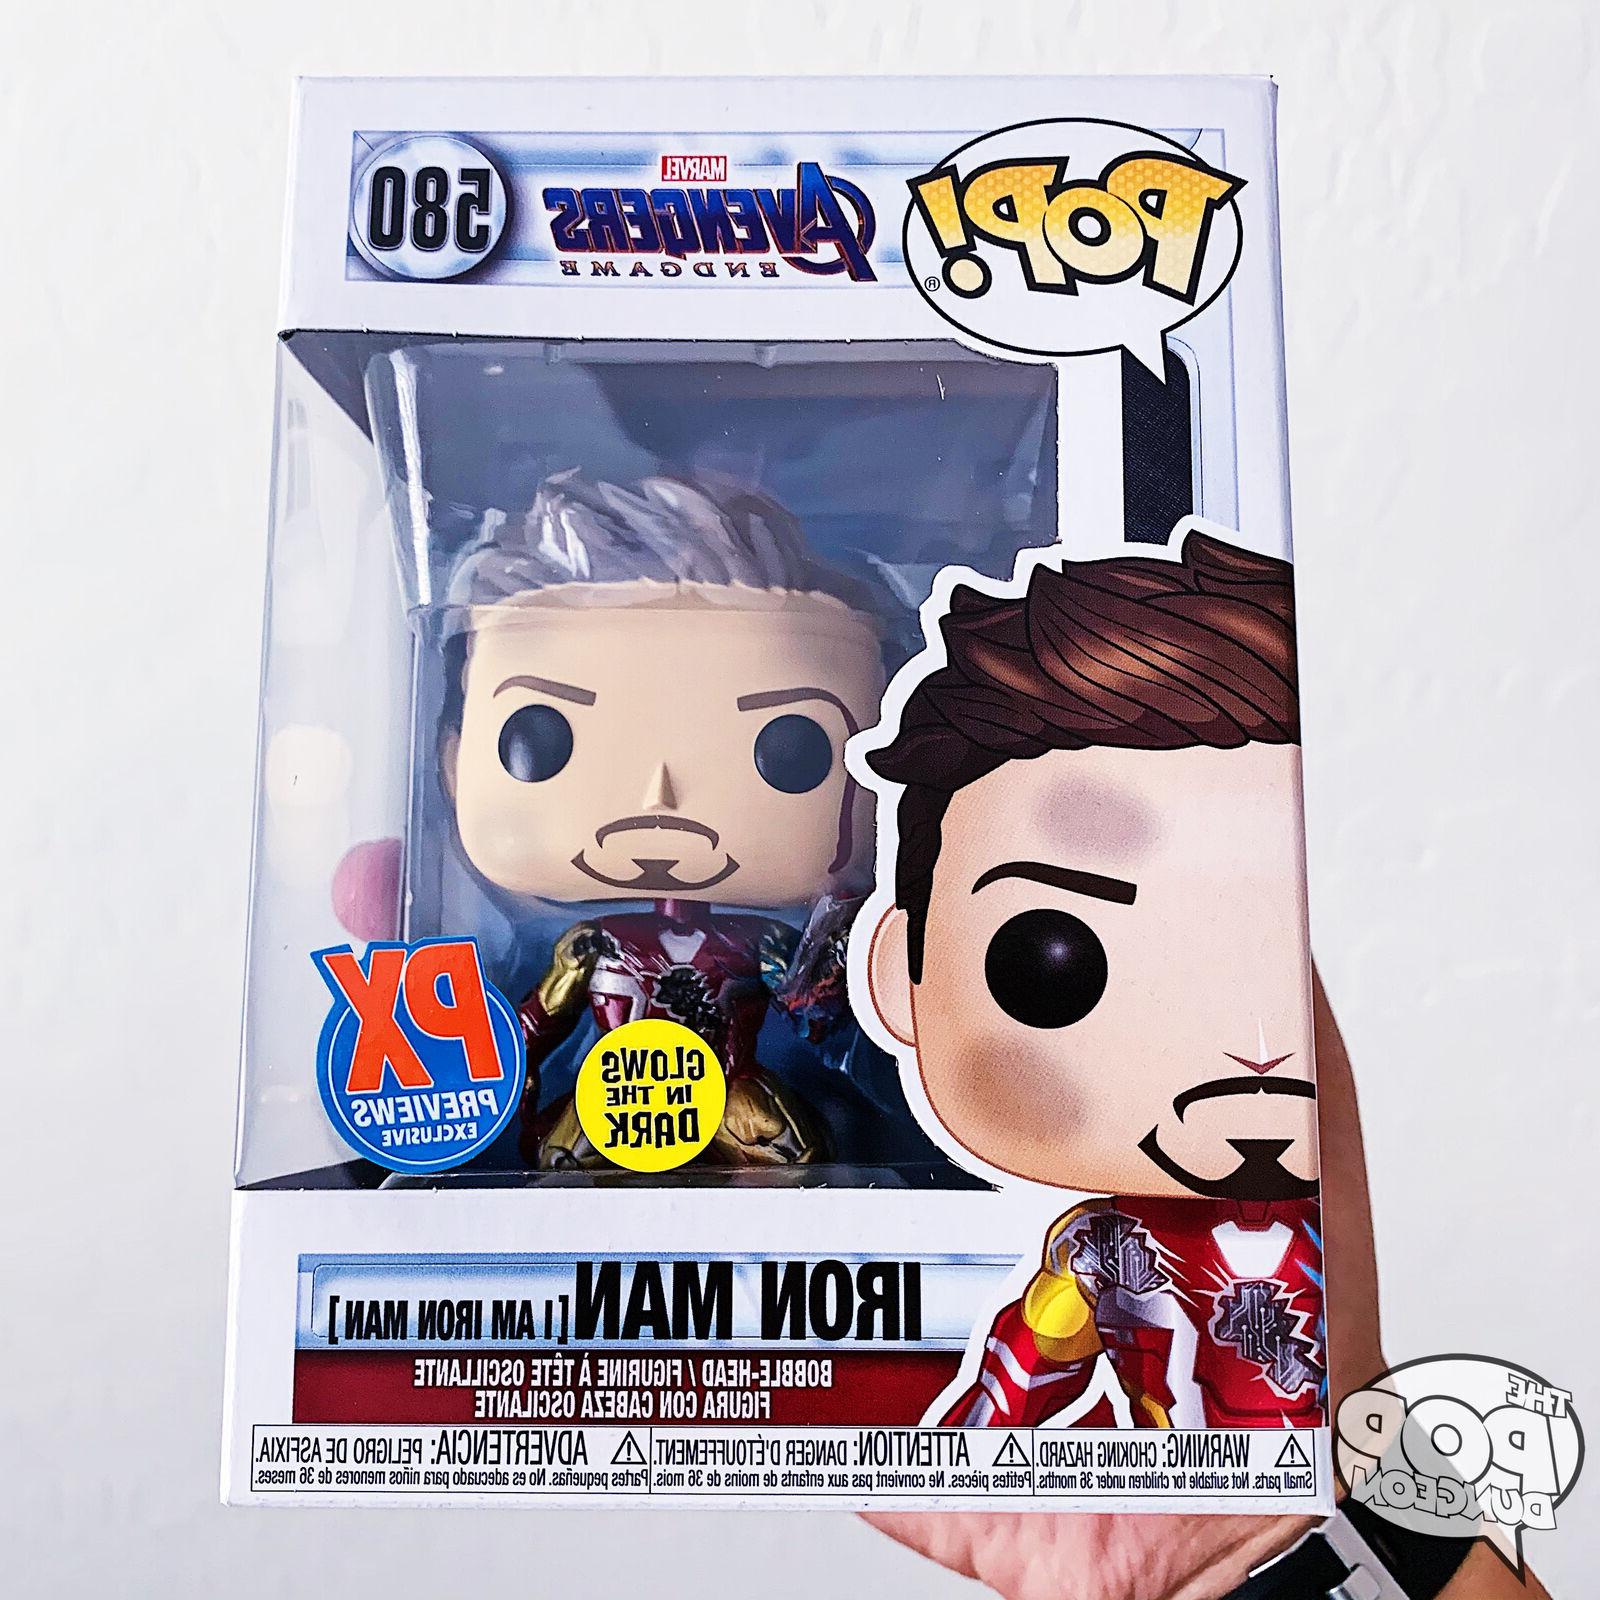 POP!
®
MARVEL
AVENGERS
ENDGAME
580
PX
PREVIEWS
EXCLUSIVE
GLOWS
IN THE
DARK
IRON MAN [ I AM IRON MAN ]
BOBBLE-HEAD / FIGURINE À TÊTE OSCILLANTE
FIGURA CON CABEZA OSCILANTE
WARNING: CHOKING HAZARD.
Small parts. Not suitable for children under 36 months.
ATTENTION: DANGER D'ÉTOUFFEMENT.
Petites pièces. Ne convient pas aux enfants de moins de 36 mois.
ADVERTENCIA: PELIGRO DE ASFIXIA.
Partes pequeñas. No es adecuado para niños menores de 36 meses.
THE
POP
DUNGEON